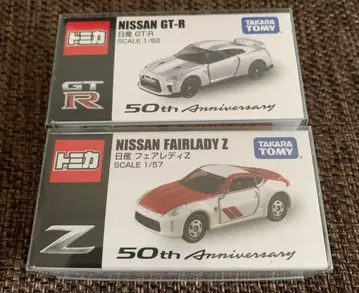 トミカ
NISSAN GT-R
日産 GT-R
SCALE 1/62
TAKARA TOMY
GT R
50th Anniversary
トミカ
NISSAN FAIRLADY Z
日産 フェアレディZ
SCALE 1/57
TAKARA TOMY
Z
50th Anniversary